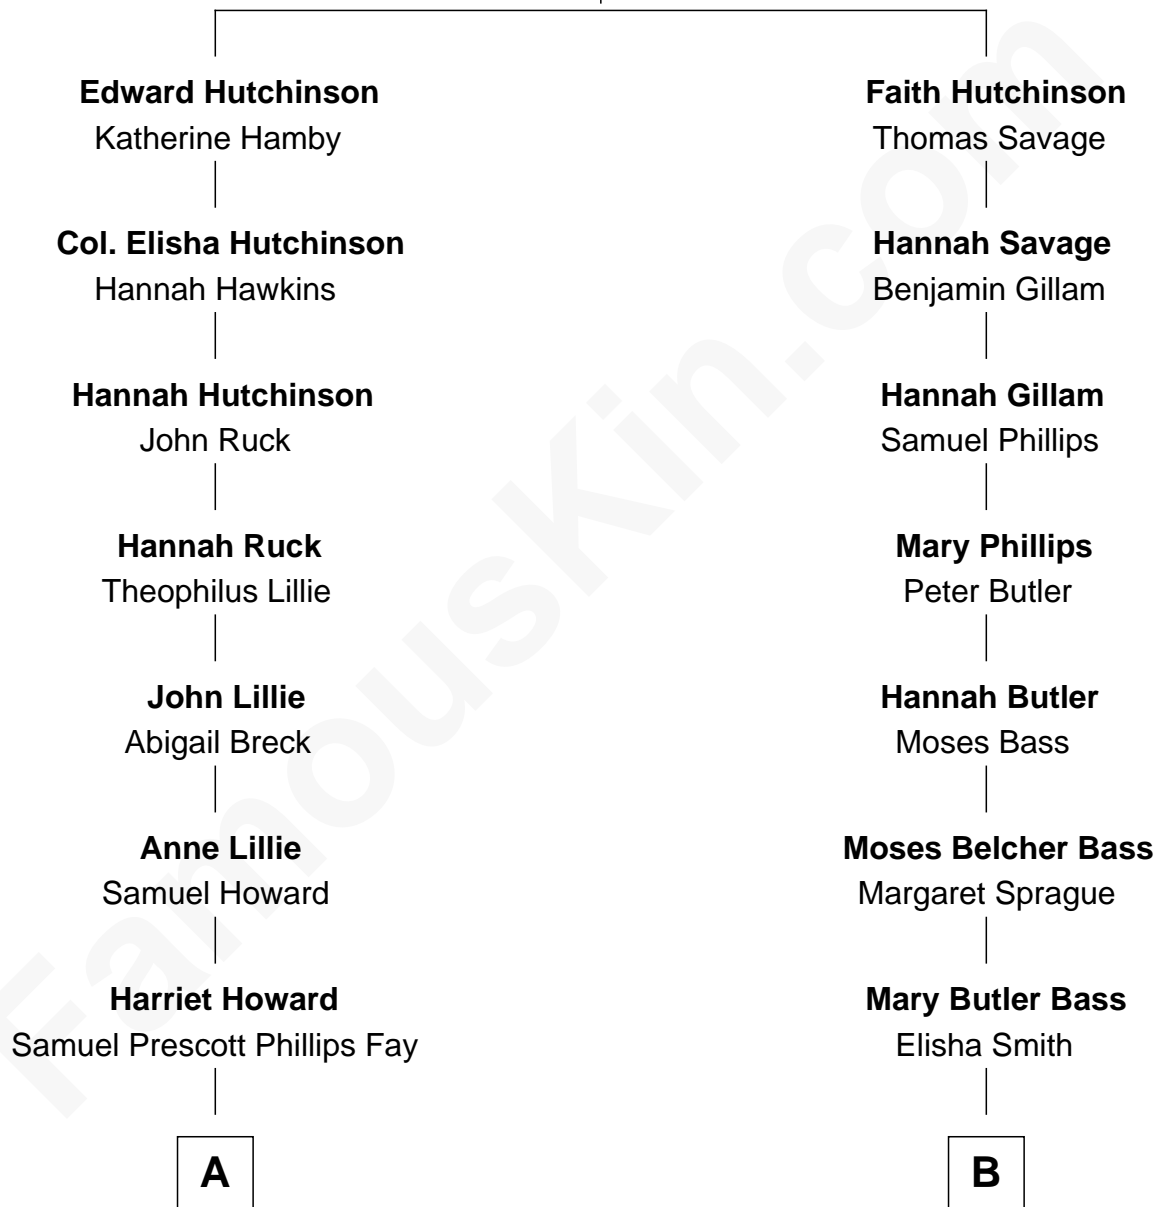 Edward Hutchinson
Katherine Hamby
Col. Elisha Hutchinson
Hannah Hawkins
Hannah Hutchinson
John Ruck
Hannah Ruck
Theophilus Lillie
John Lillie
Abigail Breck
Anne Lillie
Samuel Howard
Harriet Howard
Samuel Prescott Phillips Fay
A
Faith Hutchinson
Thomas Savage
Hannah Savage
Benjamin Gillam
Hannah Gillam
Samuel Phillips
Mary Phillips
Peter Butler
Hannah Butler
Moses Bass
Moses Belcher Bass
Margaret Sprague
Mary Butler Bass
Elisha Smith
B
FamousKin.com